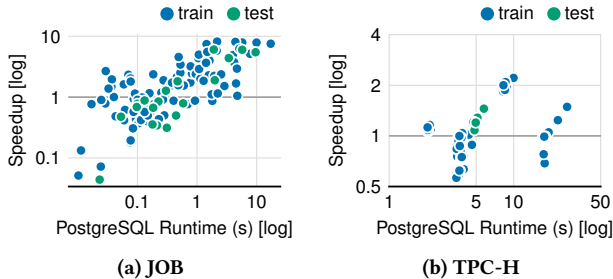 train test
10
1
0.1
Speedup [log]
0.1 1 10
PostgreSQL Runtime (s) [log]
(a) JOB
train test
4
2
1
0.5
Speedup [log]
1 5 10 50
PostgreSQL Runtime (s) [log]
(b) TPC-H